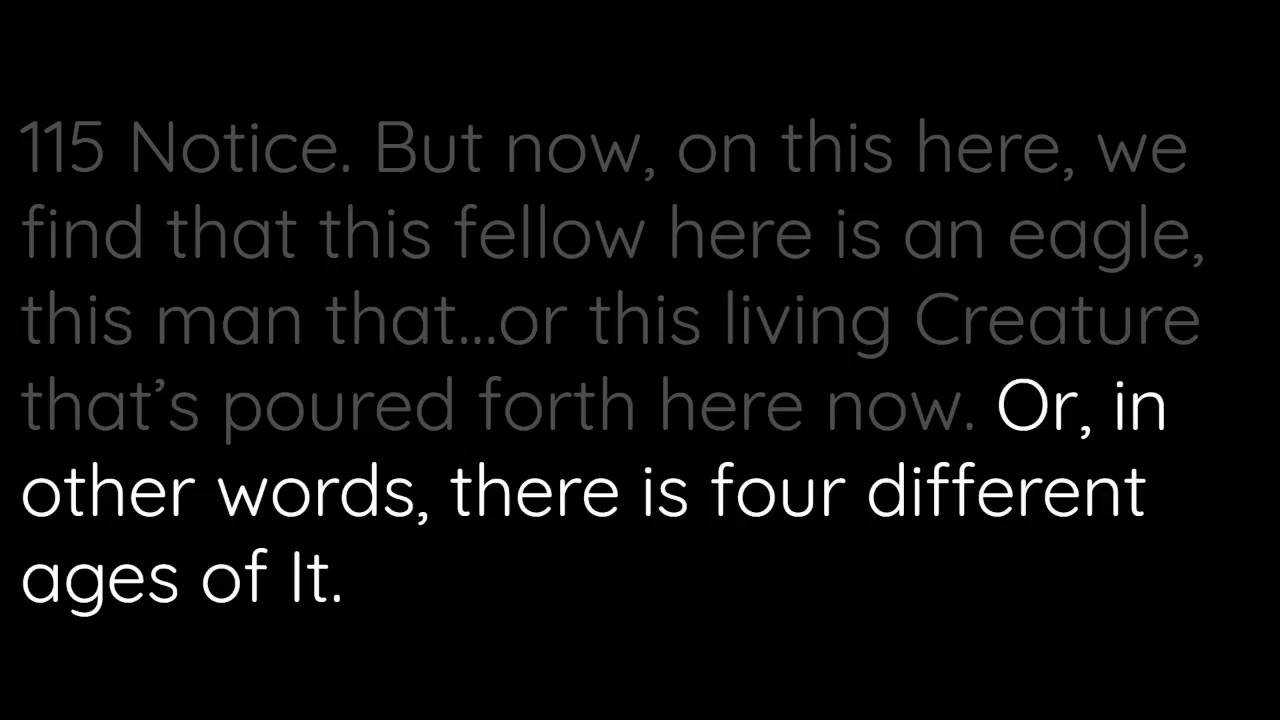 115 Notice. But now, on this here, we
find that this fellow here is an eagle,
this man that...or this living Creature
that’s poured forth here now. Or, in
other words, there is four different
ages of It.